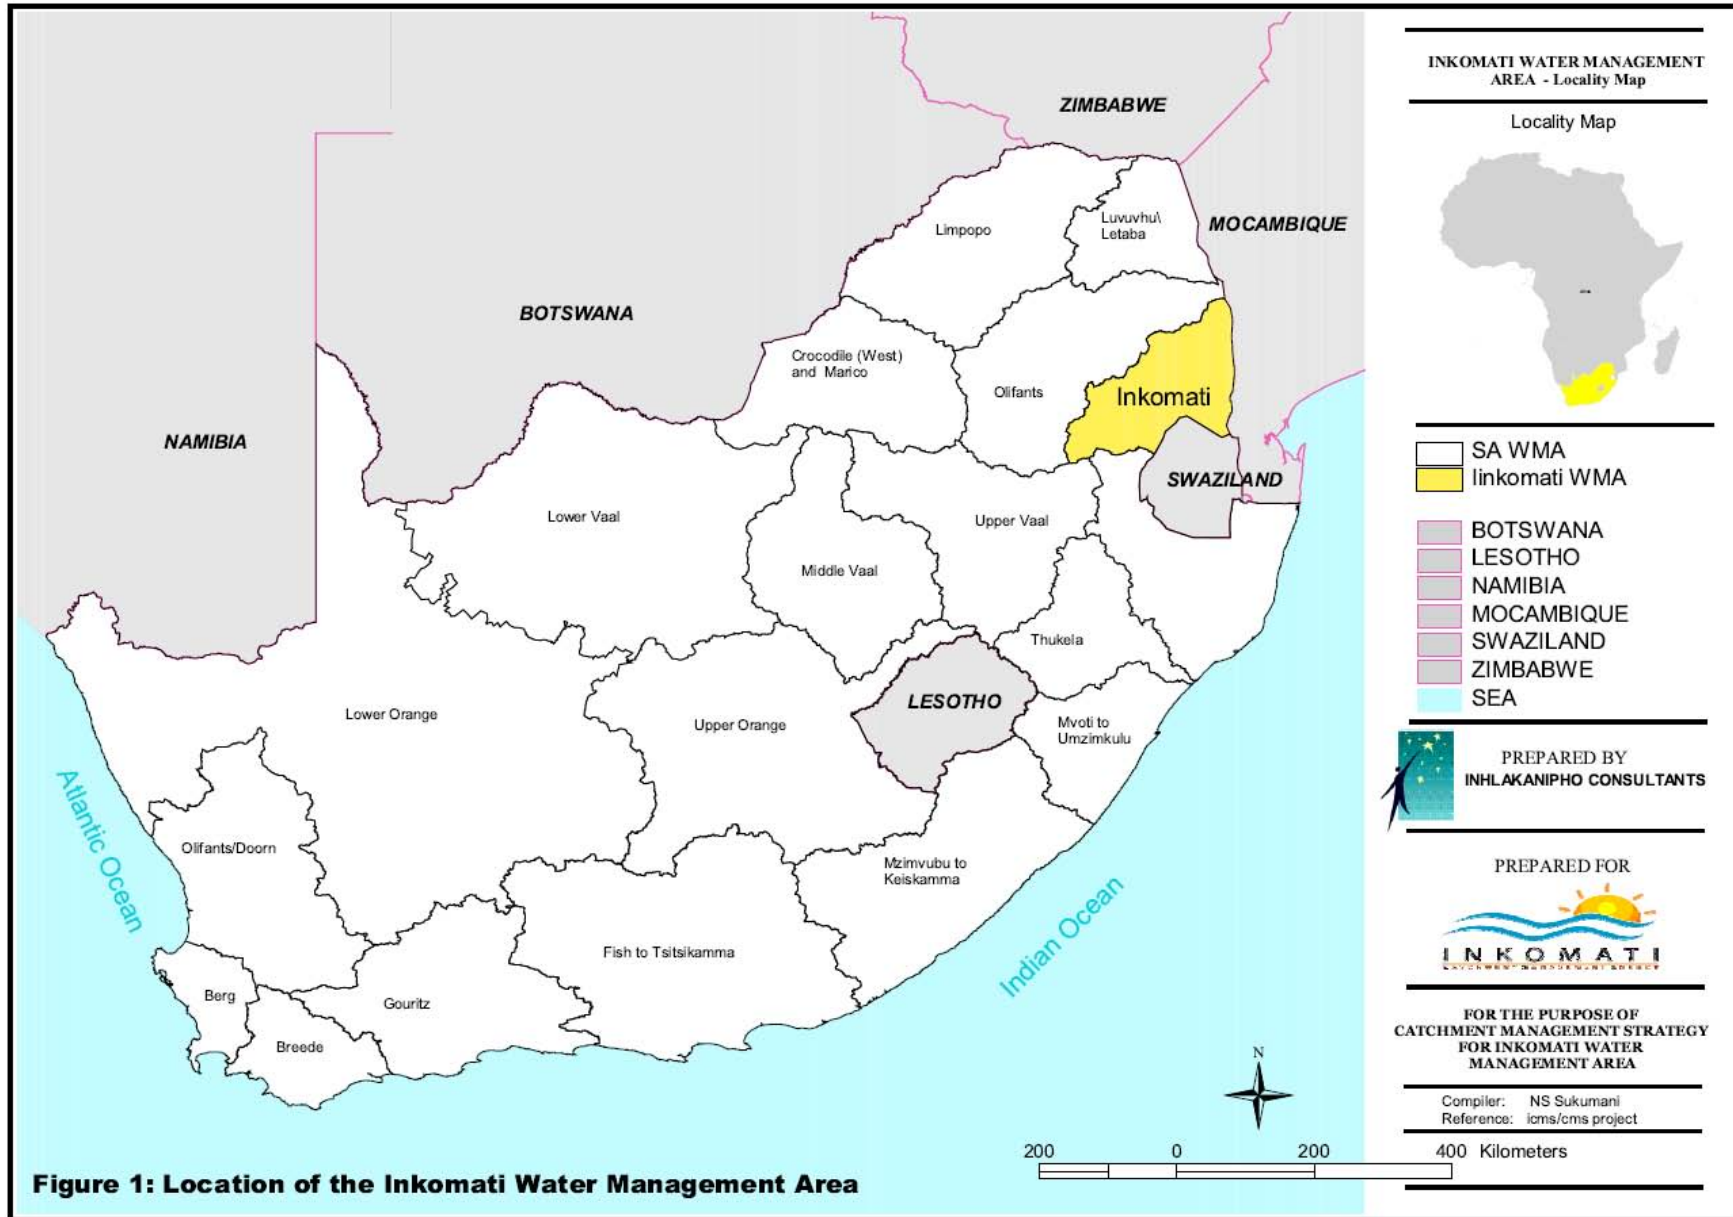 ZIMBABWE
MOCAMBIQUE
Limpopo
Luvuvhu\
Letaba
BOTSWANA
Crocodile (West)
and Marico
Olifants
Inkomati
NAMIBIA
SWAZILAND
Lower Vaal
Upper Vaal
Middle Vaal
Thukela
LESOTHO
Lower Orange
Upper Orange
Mvoti to
Umzimkulu
Atlantic Ocean
Olifants/Doorn
Mzimvubu to
Keiskamma
Indian Ocean
Fish to Tsitsikamma
Berg
Gouritz
Breede
N
200 0 200 400 Kilometers
Figure 1: Location of the Inkomati Water Management Area
INKOMATI WATER MANAGEMENT
AREA - Locality Map
Locality Map
SA WMA
Iinkomati WMA
BOTSWANA
LESOTHO
NAMIBIA
MOCAMBIQUE
SWAZILAND
ZIMBABWE
SEA
PREPARED BY
INHLAKANIPHO CONSULTANTS
PREPARED FOR
INKOMATI
CATCHMENT MANAGEMENT AGENCY
FOR THE PURPOSE OF
CATCHMENT MANAGEMENT STRATEGY
FOR INKOMATI WATER
MANAGEMENT AREA
Compiler: NS Sukumani
Reference: icms/cms project